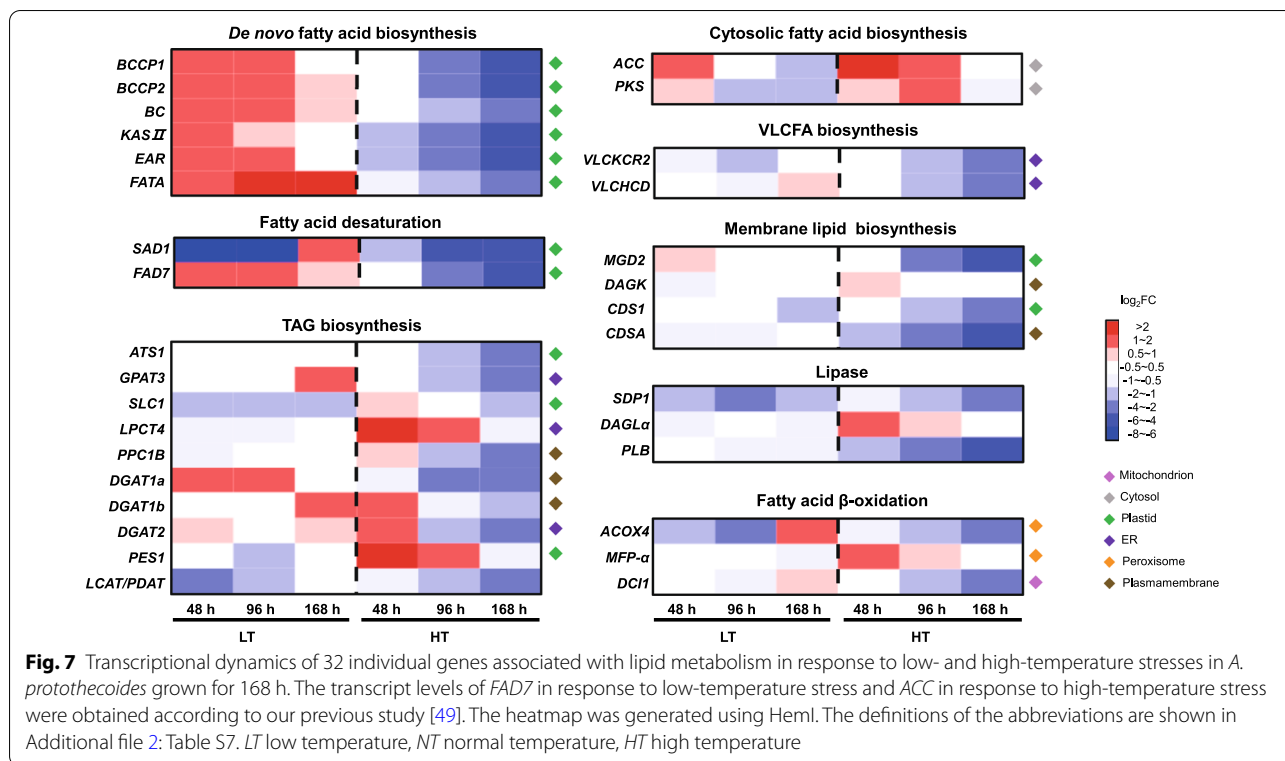 De novo fatty acid biosynthesis
BCCP1
BCCP2
BC
KASII
EAR
FATA
Fatty acid desaturation
SAD1
FAD7
TAG biosynthesis
ATS1
GPAT3
SLC1
LPCT4
PPC1B
DGAT1a
DGAT1b
DGAT2
PES1
LCAT/PDAT
48 h 96 h 168 h 48 h 96 h 168 h
LT HT
Cytosolic fatty acid biosynthesis
ACC
PKS
VLCFA biosynthesis
VLCKCR2
VLCHCD
Membrane lipid biosynthesis
MGD2
DAGK
CDS1
CDSA
Lipase
SDP1
DAGLα
PLB
Fatty acid β-oxidation
ACOX4
MFP-α
DCI1
48 h 96 h 168 h 48 h 96 h 168 h
LT HT
log₂FC
>2
1~2
0.5~1
-0.5~0.5
-1~-0.5
-2~-1
-4~-2
-6~-4
-8~-6
Mitochondrion
Cytosol
Plastid
ER
Peroxisome
Plasmamembrane
Fig. 7 Transcriptional dynamics of 32 individual genes associated with lipid metabolism in response to low- and high-temperature stresses in A.
protothecoides grown for 168 h. The transcript levels of FAD7 in response to low-temperature stress and ACC in response to high-temperature stress
were obtained according to our previous study [49]. The heatmap was generated using HemI. The definitions of the abbreviations are shown in
Additional file 2: Table S7. LT low temperature, NT normal temperature, HT high temperature